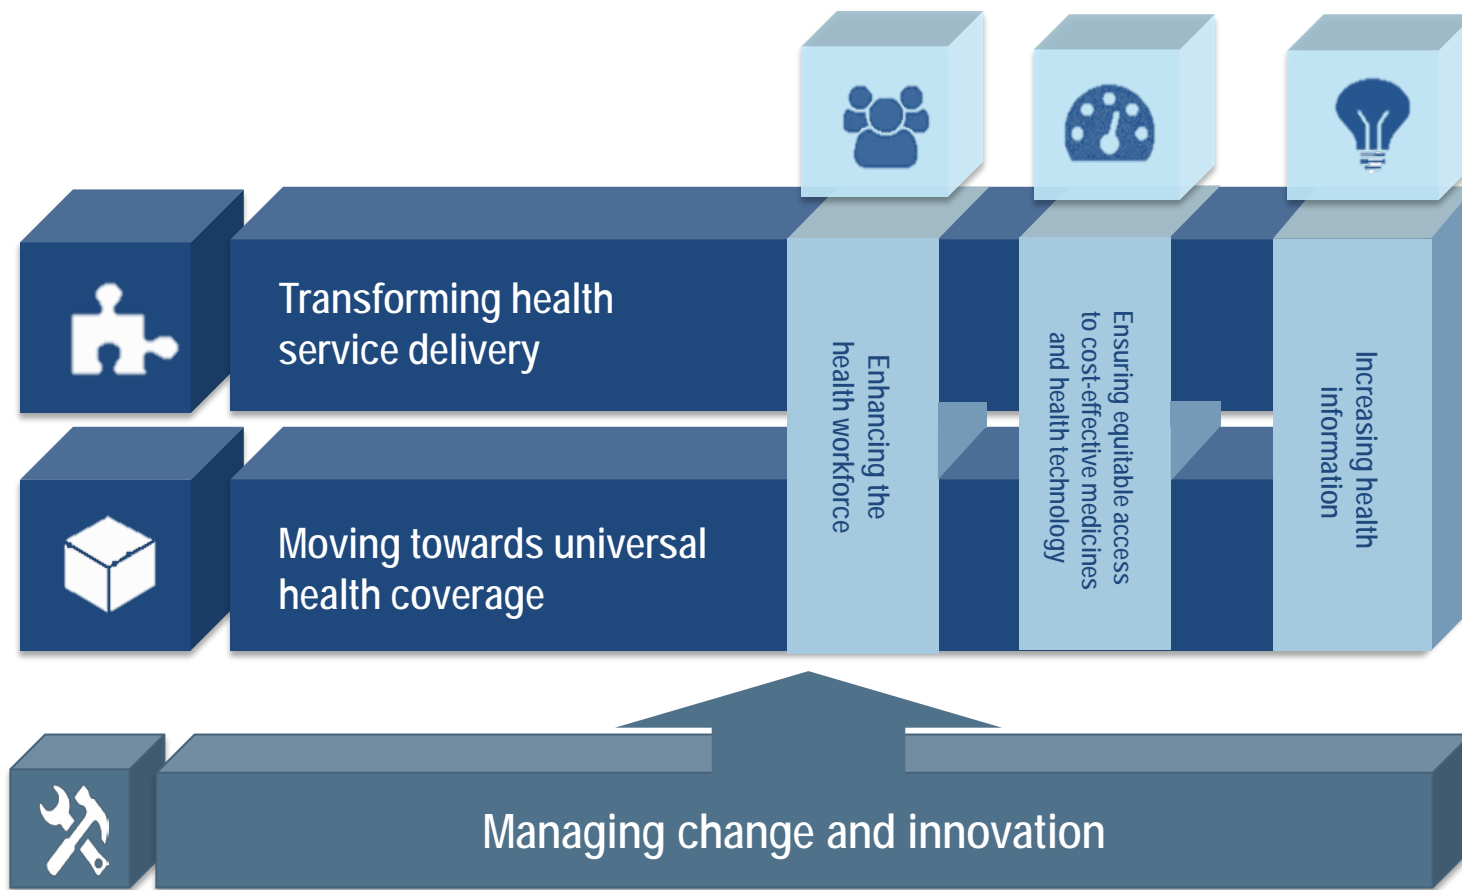 Transforming health
service delivery
Moving towards universal
health coverage
Enhancing the
health workforce
Ensuring equitable access
to cost-effective medicines
and health technology
Increasing health
information
Managing change and innovation